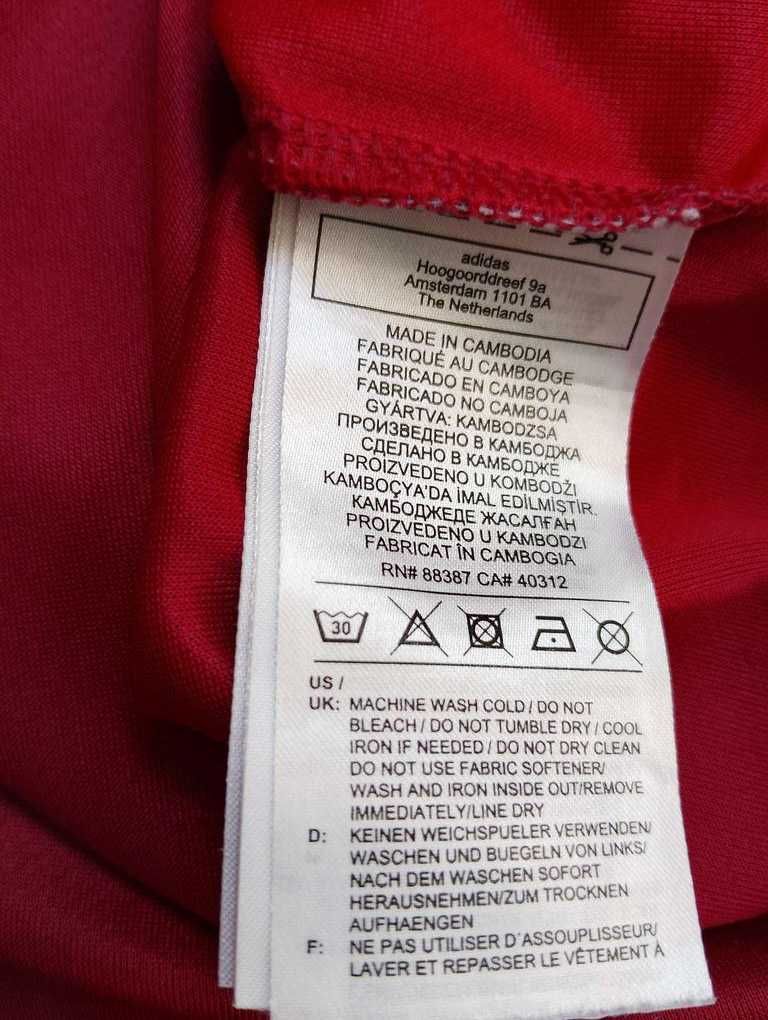 adidas
Hoogoorddreef 9a
Amsterdam 1101 BA
The Netherlands
MADE IN CAMBODIA
FABRIQUÉ AU CAMBODGE
FABRICADO EN CAMBOYA
FABRICADO NO CAMBOJA
GYÁRTVA: KAMBODZSA
ПРОИЗВЕДЕНО В КАМБОДЖА
СДЕЛАНО В КАМБОДЖЕ
PROİZVEDENO U KOMBODŽI
KAMBOÇYA'DA İMAL EDİLMİŞTİR.
КАМБОДЖЕДЕ ЖАСАЛҒАН
PROIZVEDENO U KAMBODZI
FABRICAT ÎN CAMBOGIA
RN# 88387 CA# 40312
30
US /
UK: MACHINE WASH COLD / DO NOT
BLEACH / DO NOT TUMBLE DRY / COOL
IRON IF NEEDED / DO NOT DRY CLEAN
DO NOT USE FABRIC SOFTENER/
WASH AND IRON INSIDE OUT/REMOVE
IMMEDIATELY/LINE DRY
D: KEINEN WEICHSPUELER VERWENDEN/
WASCHEN UND BUEGELN VON LINKS/
NACH DEM WASCHEN SOFORT
HERAUSNEHMEN/ZUM TROCKNEN
AUFHAENGEN
F: NE PAS UTILISER D´ASSOUPLISSEUR/
LAVER ET REPASSER LE VÊTEMENT À